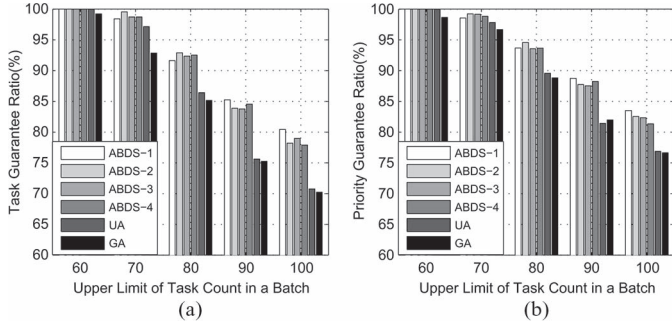 Task Guarantee Ratio(%)
100
95
90
85
80
75
70
65
60
ABDS-1
ABDS-2
ABDS-3
ABDS-4
UA
GA
60 70 80 90 100
Upper Limit of Task Count in a Batch
(a)
Priority Guarantee Ratio(%)
100
95
90
85
80
75
70
65
60
ABDS-1
ABDS-2
ABDS-3
ABDS-4
UA
GA
60 70 80 90 100
Upper Limit of Task Count in a Batch
(b)